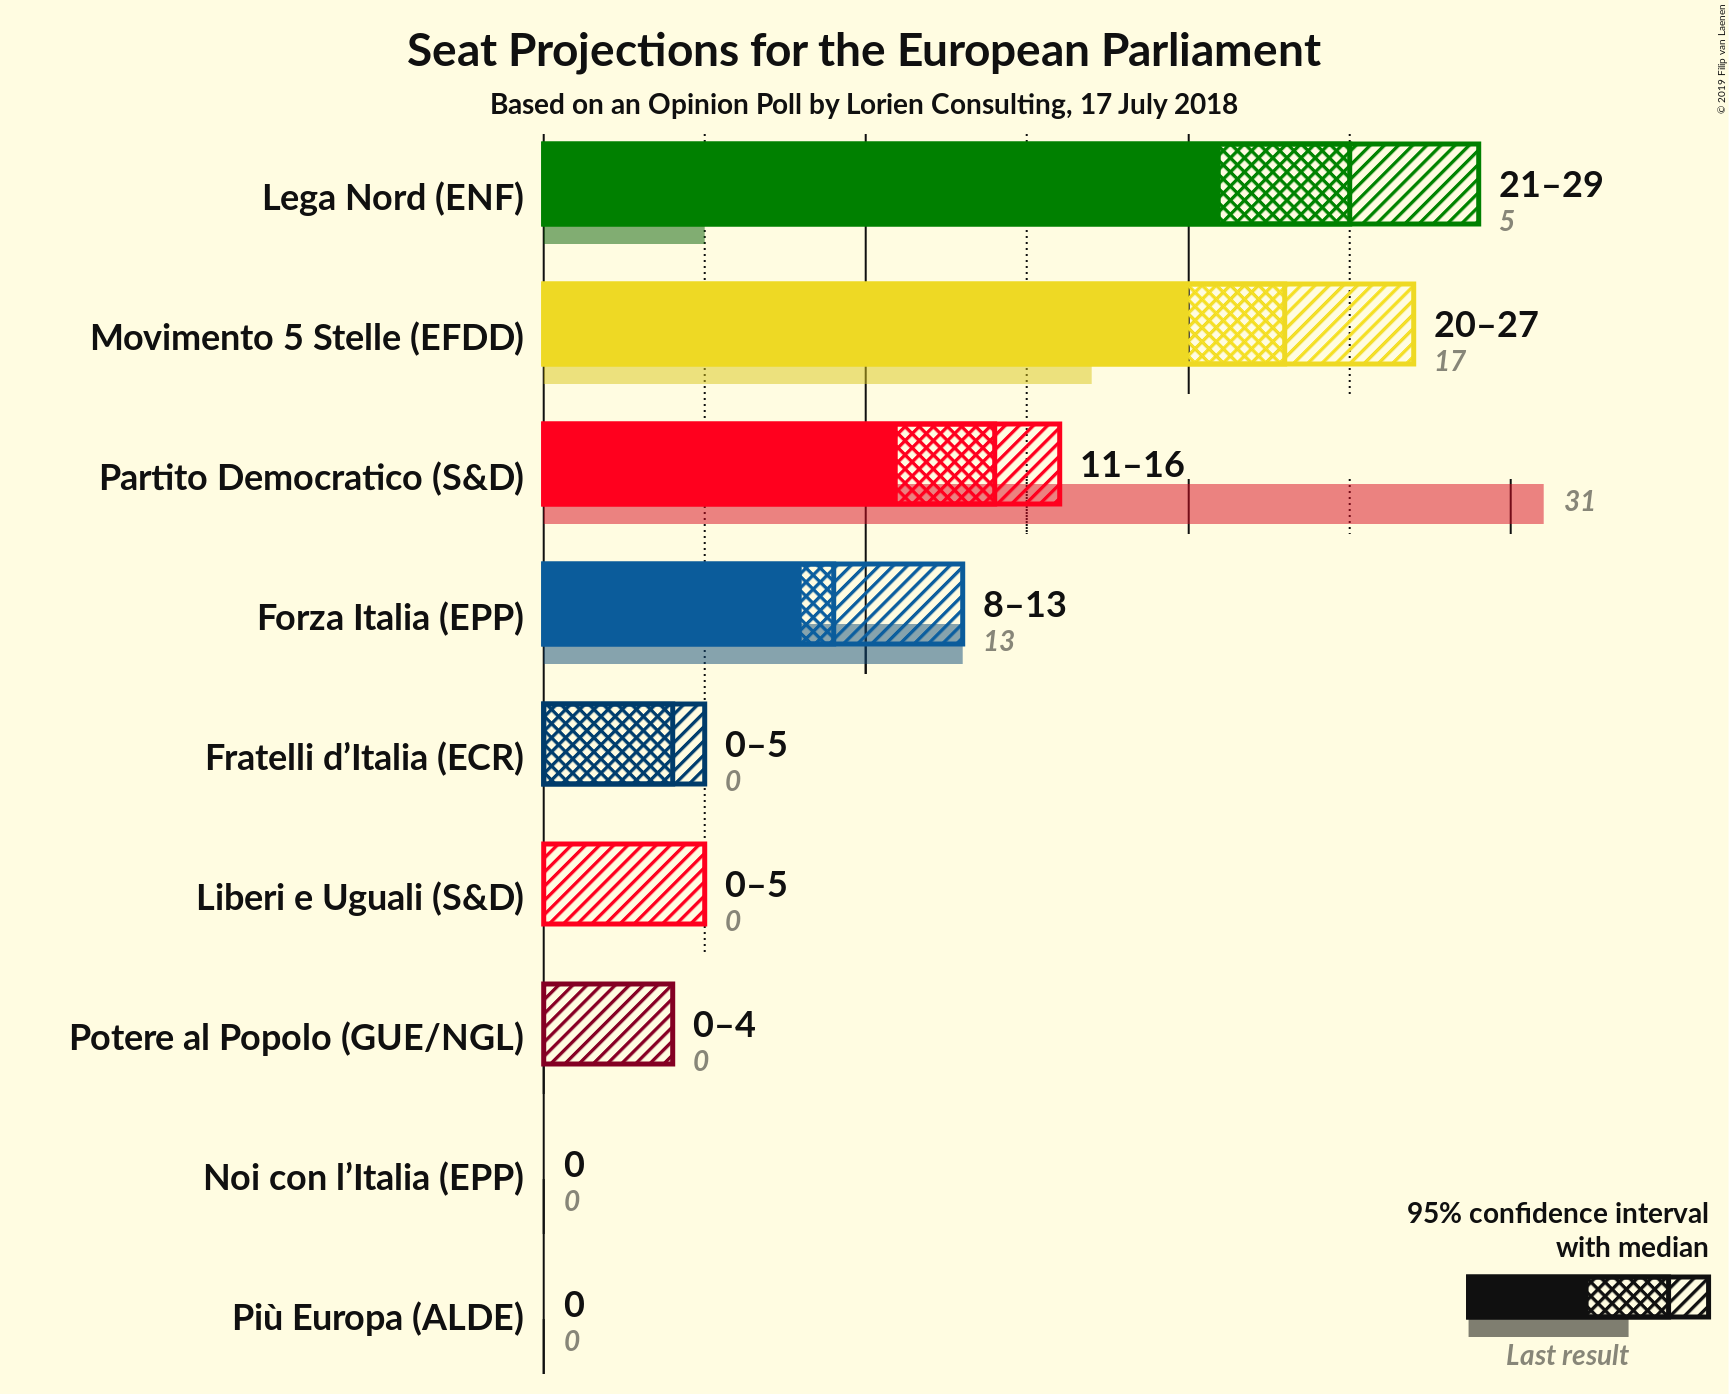 Seat Projections for the European Parliament
Based on an Opinion Poll by Lorien Consulting, 17 July 2018
© 2019 Filip van Laenen
Lega Nord (ENF)
21–29
5
Movimento 5 Stelle (EFDD)
20–27
17
Partito Democratico (S&D)
11–16
31
Forza Italia (EPP)
8–13
13
Fratelli d’Italia (ECR)
0–5
0
Liberi e Uguali (S&D)
0–5
0
Potere al Popolo (GUE/NGL)
0–4
0
Noi con l’Italia (EPP)
0
0
Più Europa (ALDE)
0
0
95% confidence interval
with median
Last result